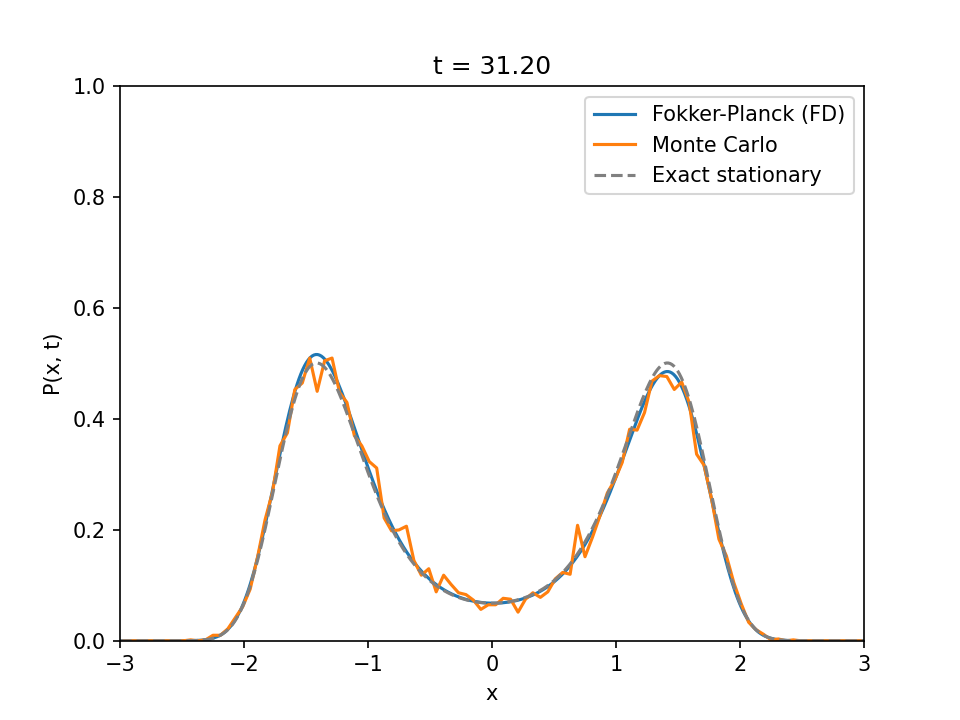 t = 31.20
Fokker-Planck (FD)
Monte Carlo
Exact stationary
P(x, t)
1.0
0.8
0.6
0.4
0.2
0.0
−3 −2 −1 0 1 2 3
x